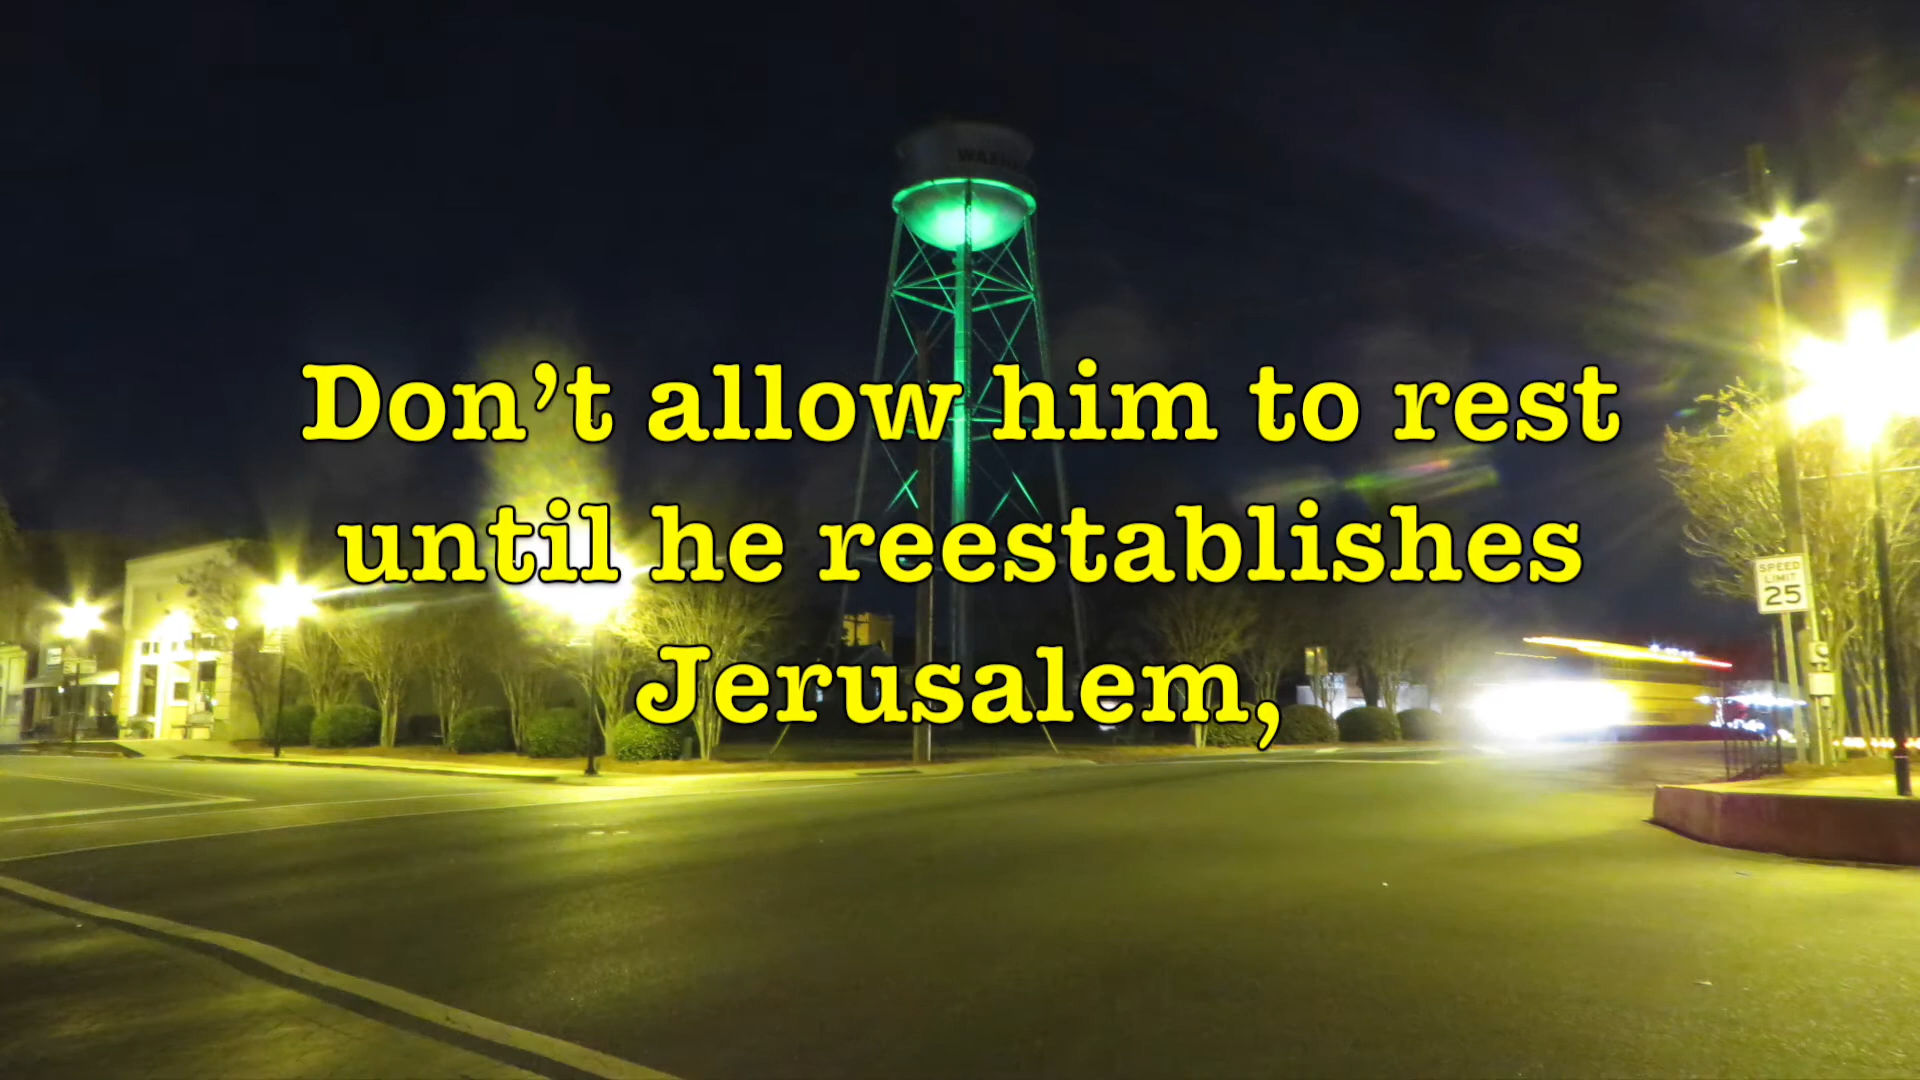 Don’t allow him to rest
until he reestablishes
Jerusalem,
SPEED
LIMIT
25